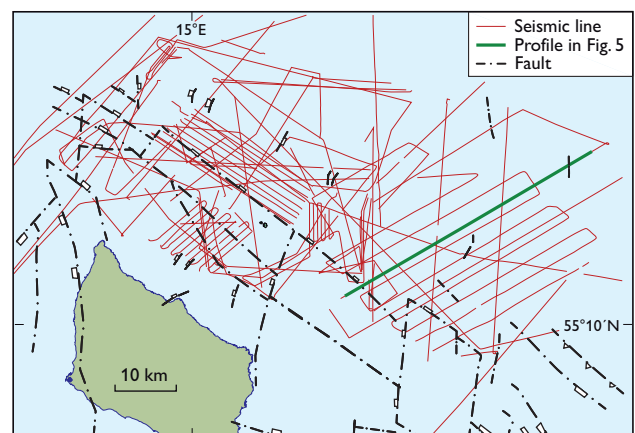 15°E
Seismic line
Profile in Fig. 5
Fault
55°10´N
10 km